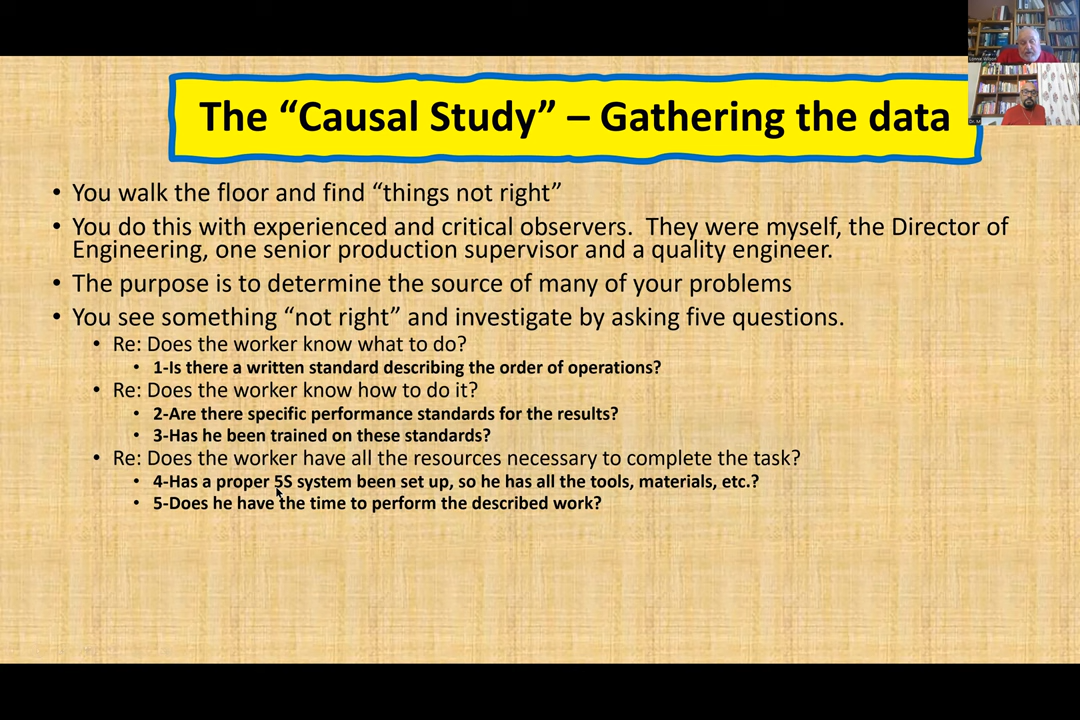 The “Causal Study” – Gathering the data
• You walk the floor and find “things not right”
• You do this with experienced and critical observers.  They were myself, the Director of
Engineering, one senior production supervisor and a quality engineer.
• The purpose is to determine the source of many of your problems
• You see something “not right” and investigate by asking five questions.
• Re: Does the worker know what to do?
• 1-Is there a written standard describing the order of operations?
• Re: Does the worker know how to do it?
• 2-Are there specific performance standards for the results?
• 3-Has he been trained on these standards?
• Re: Does the worker have all the resources necessary to complete the task?
• 4-Has a proper 5S system been set up, so he has all the tools, materials, etc.?
• 5-Does he have the time to perform the described work?